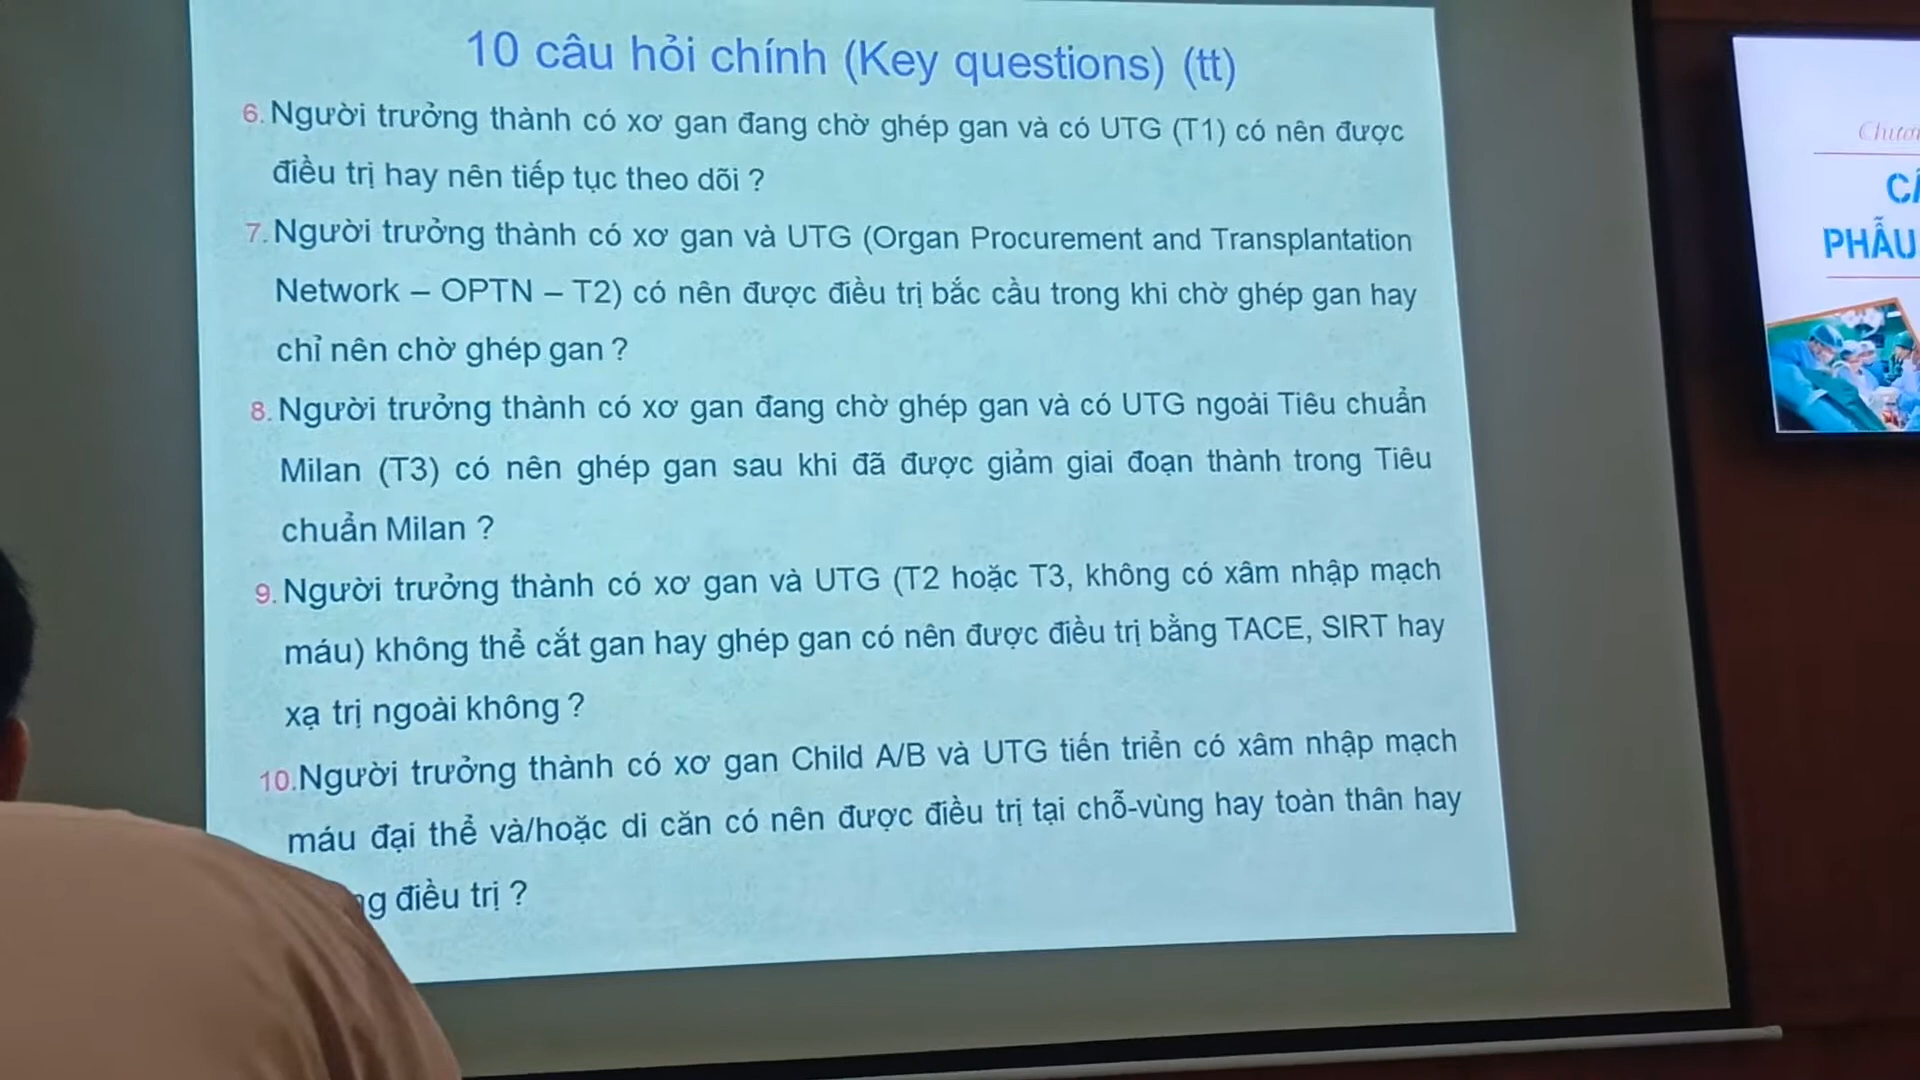 10 câu hỏi chính (Key questions) (tt)
6. Người trưởng thành có xơ gan đang chờ ghép gan và có UTG (T1) có nên được
điều trị hay nên tiếp tục theo dõi ?
7. Người trưởng thành có xơ gan và UTG (Organ Procurement and Transplantation
Network – OPTN – T2) có nên được điều trị bắc cầu trong khi chờ ghép gan hay
chỉ nên chờ ghép gan ?
8. Người trưởng thành có xơ gan đang chờ ghép gan và có UTG ngoài Tiêu chuẩn
Milan (T3) có nên ghép gan sau khi đã được giảm giai đoạn thành trong Tiêu
chuẩn Milan ?
9. Người trưởng thành có xơ gan và UTG (T2 hoặc T3, không có xâm nhập mạch
máu) không thể cắt gan hay ghép gan có nên được điều trị bằng TACE, SIRT hay
xạ trị ngoài không ?
10. Người trưởng thành có xơ gan Child A/B và UTG tiến triển có xâm nhập mạch
máu đại thể và/hoặc di căn có nên được điều trị tại chỗ-vùng hay toàn thân hay
điều trị ?
PHẪU